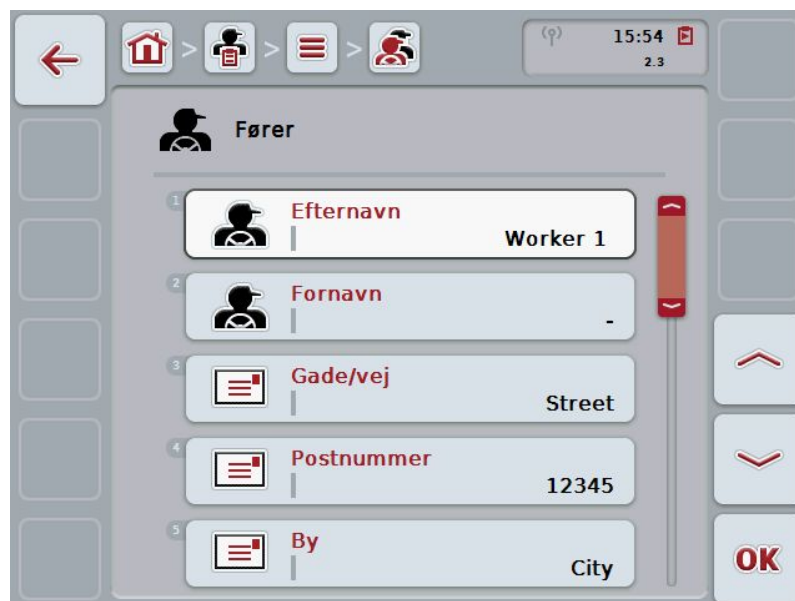 > > >
15:54
2.3
Fører
1
Efternavn
Worker 1
2
Fornavn
-
3
Gade/vej
Street
4
Postnummer
12345
5
By
City
OK